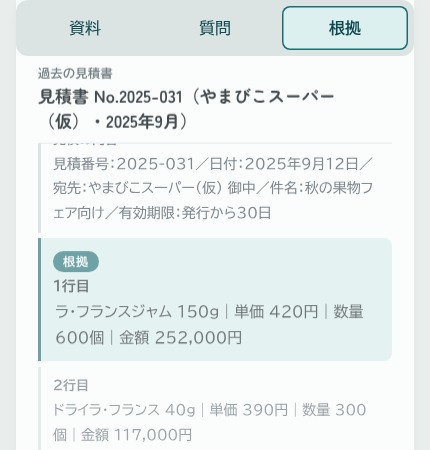 資料
質問
根拠
過去の見積書
見積書 No.2025-031（やまびこスーパー
（仮）・2025年9月）
見積番号：2025-031／日付：2025年9月12日／
宛先：やまびこスーパー（仮）御中／件名：秋の果物フ
ェア向け／有効期限：発行から30日
根拠
1行目
ラ・フランスジャム 150g｜単価 420円｜数量
600個｜金額 252,000円
2行目
ドライラ・フランス 40g｜単価 390円｜数量 300
個｜金額 117,000円